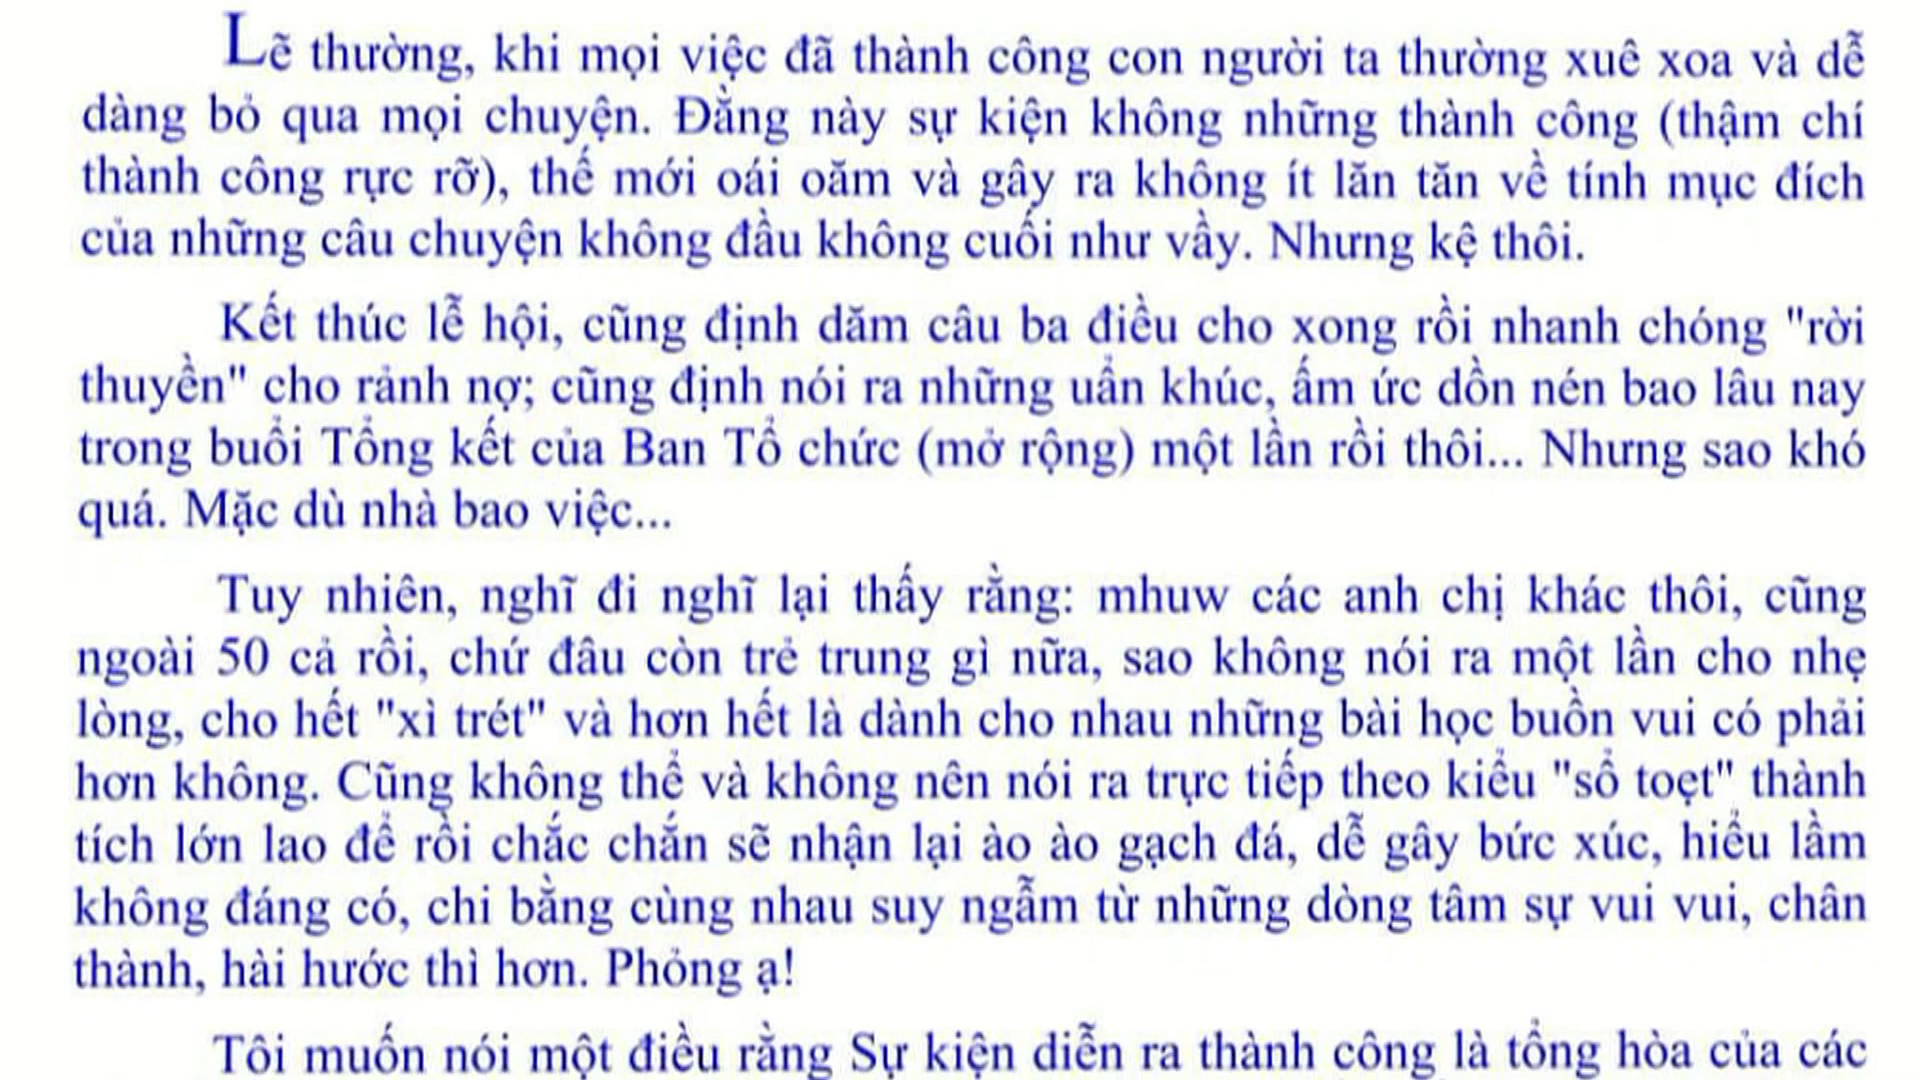 Lẽ thường, khi mọi việc đã thành công con người ta thường xuê xoa và dễ
dàng bỏ qua mọi chuyện. Đằng này sự kiện không những thành công (thậm chí
thành công rực rỡ), thế mới oái oăm và gây ra không ít lăn tăn về tính mục đích
của những câu chuyện không đầu không cuối như vầy. Nhưng kệ thôi.
Kết thúc lễ hội, cũng định dăm câu ba điều cho xong rồi nhanh chóng "rời
thuyền" cho rảnh nợ; cũng định nói ra những uẩn khúc, ấm ức dồn nén bao lâu nay
trong buổi Tổng kết của Ban Tổ chức (mở rộng) một lần rồi thôi... Nhưng sao khó
quá. Mặc dù nhà bao việc...
Tuy nhiên, nghĩ đi nghĩ lại thấy rằng: mhuw các anh chị khác thôi, cũng
ngoài 50 cả rồi, chứ đâu còn trẻ trung gì nữa, sao không nói ra một lần cho nhẹ
lòng, cho hết "xì trét" và hơn hết là dành cho nhau những bài học buồn vui có phải
hơn không. Cũng không thể và không nên nói ra trực tiếp theo kiểu "sổ toẹt" thành
tích lớn lao để rồi chắc chắn sẽ nhận lại ào ào gạch đá, dễ gây bức xúc, hiểu lầm
không đáng có, chi bằng cùng nhau suy ngẫm từ những dòng tâm sự vui vui, chân
thành, hài hước thì hơn. Phỏng ạ!
Tôi muốn nói một điều rằng Sự kiện diễn ra thành công là tổng hòa của các